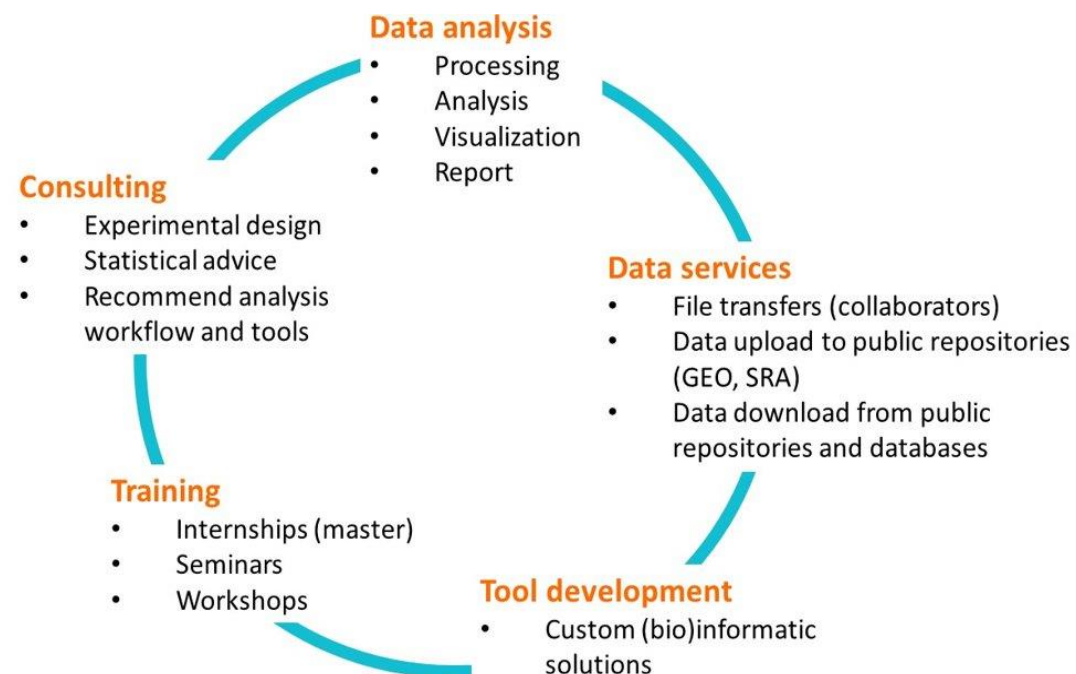 Data analysis
• Processing
• Analysis
• Visualization
• Report
Consulting
• Experimental design
• Statistical advice
• Recommend analysis
workflow and tools
Data services
• File transfers (collaborators)
• Data upload to public repositories
(GEO, SRA)
• Data download from public
repositories and databases
Training
• Internships (master)
• Seminars
• Workshops
Tool development
• Custom (bio)informatic
solutions